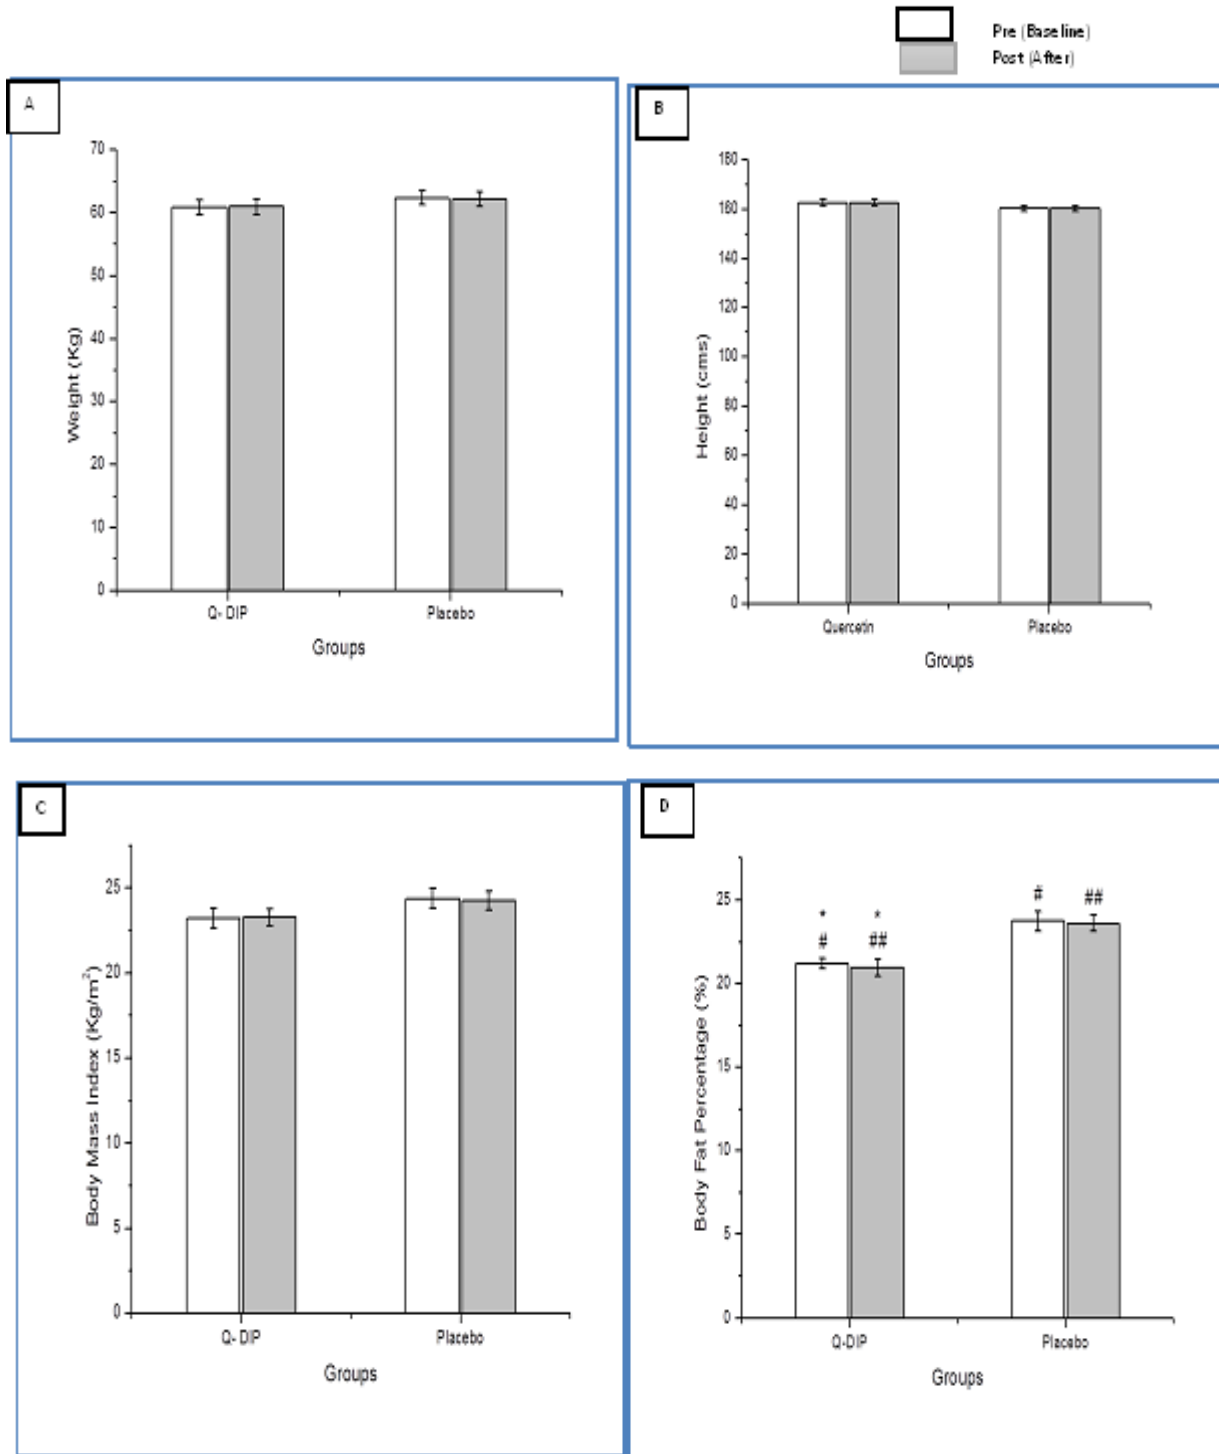 Pre (Baseline)
Post (After)
A
70
60
50
40
30
20
10
0
Weight (Kg)
Q- DIP
Placebo
Groups
B
180
160
140
120
100
80
60
40
20
0
Height (cms)
Quercetin
Placebo
Groups
C
25
20
15
10
5
0
Body Mass Index (Kg/m²)
Q- DIP
Placebo
Groups
D
25
20
15
10
5
0
Body Fat Percentage (%)
* * # ##
# ##
Q-DIP
Placebo
Groups